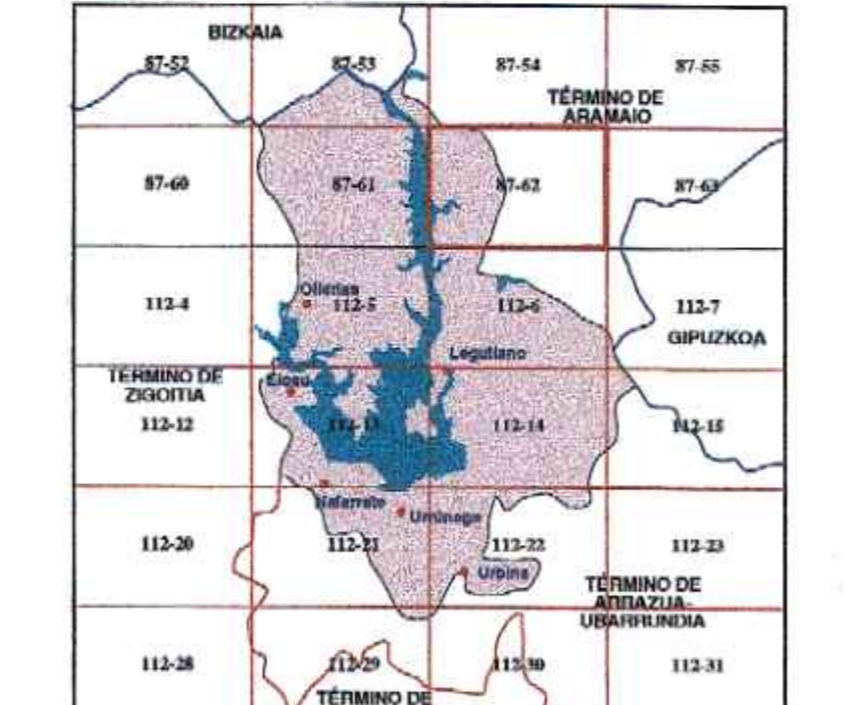 BIZKAIA
87-52
87-53
87-54
87-55
TÉRMINO DE
ARAMAIO
87-60
87-61
87-62
87-63
Ollerias
112-4
112-5
112-6
112-7
GIPUZKOA
Legutiano
TÉRMINO DE
ZIGOITIA
Elosu
112-12
112-13
112-14
112-15
Nafarrate
Urrunaga
112-20
112-21
112-22
112-23
Urbina
TÉRMINO DE
ARRAZUA-
UBARRUNDIA
112-28
112-29
112-30
112-31
TÉRMINO DE